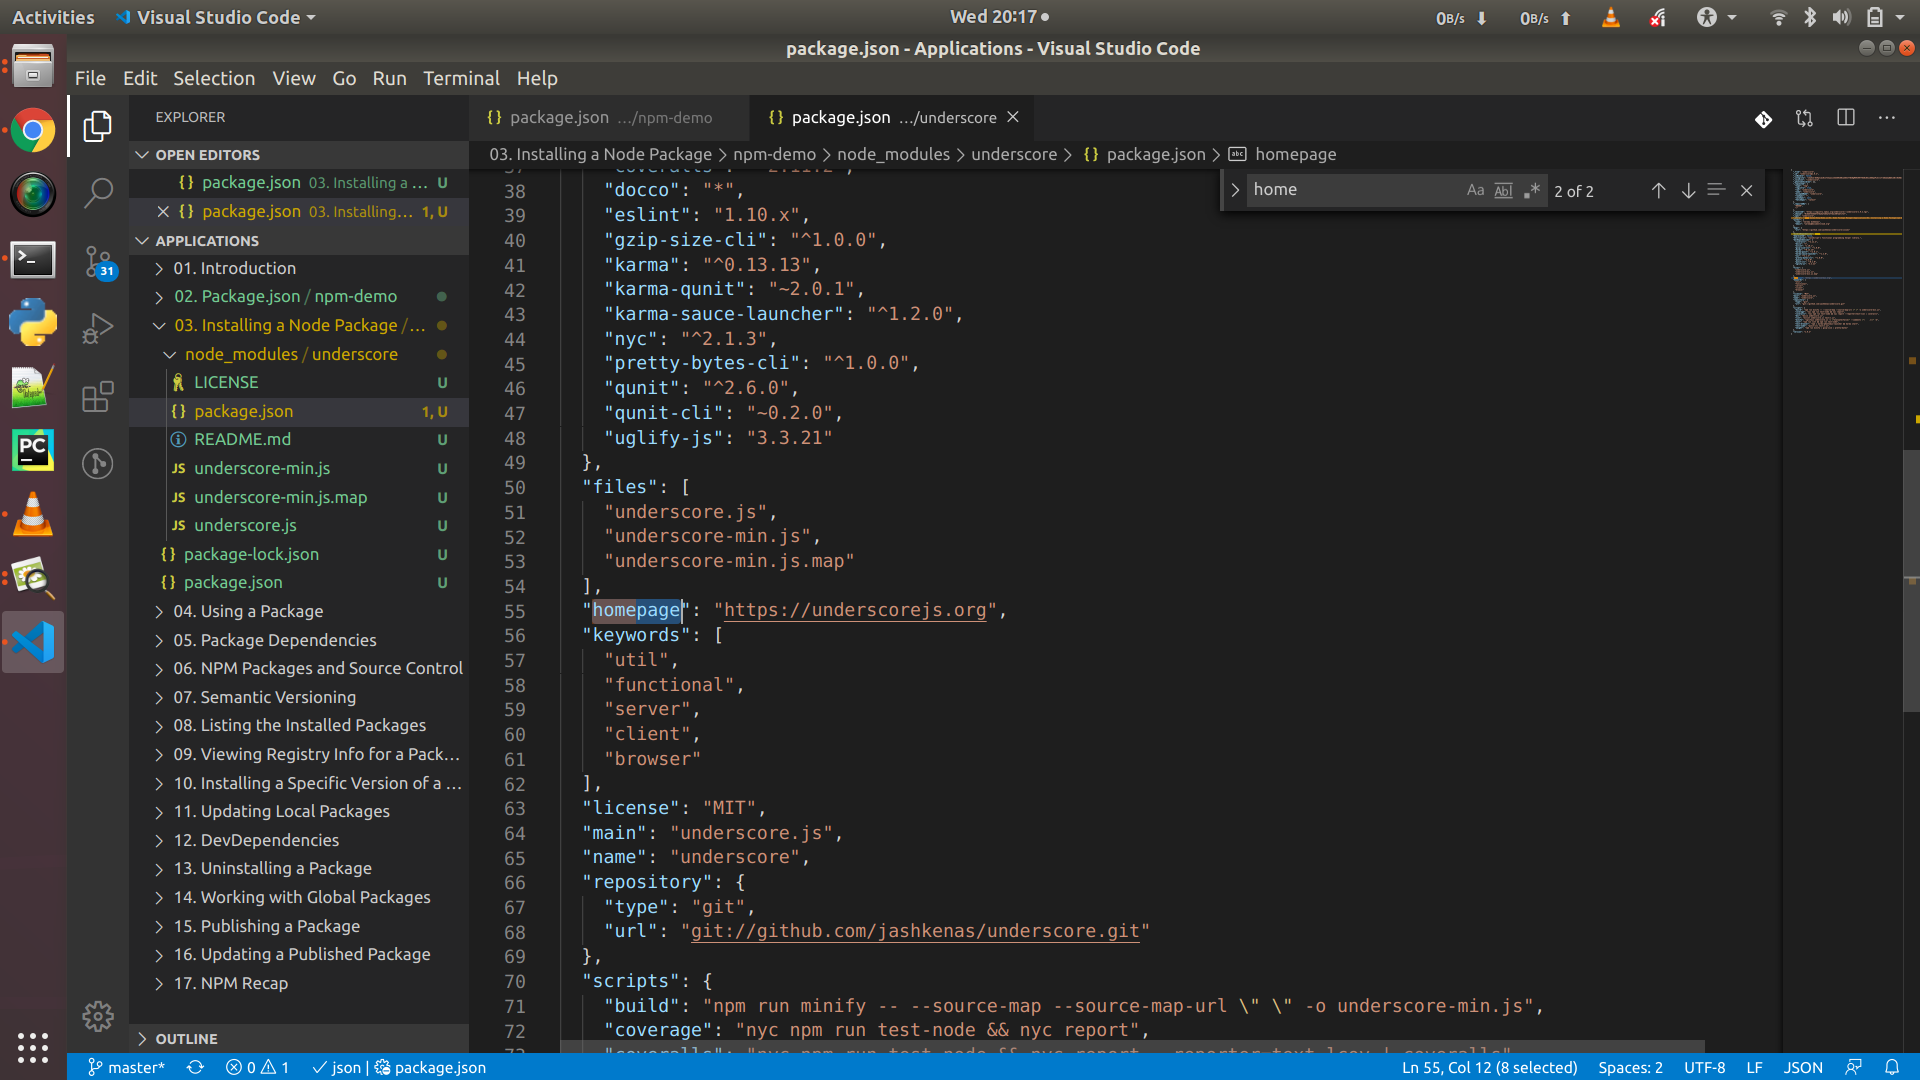 Activities
Visual Studio Code
Wed 20:17
0B/s
0B/s
package.json - Applications - Visual Studio Code
File Edit Selection View Go Run Terminal Help
EXPLORER
OPEN EDITORS
package.json 03. Installing a ... U
package.json 03. Installing... 1, U
APPLICATIONS
01. Introduction
02. Package.json / npm-demo
03. Installing a Node Package / ...
node_modules / underscore
LICENSE U
package.json 1, U
README.md U
JS underscore-min.js U
JS underscore-min.js.map U
JS underscore.js U
package-lock.json U
package.json U
04. Using a Package
05. Package Dependencies
06. NPM Packages and Source Control
07. Semantic Versioning
08. Listing the Installed Packages
09. Viewing Registry Info for a Pack...
10. Installing a Specific Version of a ...
11. Updating Local Packages
12. DevDependencies
13. Uninstalling a Package
14. Working with Global Packages
15. Publishing a Package
16. Updating a Published Package
17. NPM Recap
OUTLINE
31
PC
{} package.json .../npm-demo
{} package.json .../underscore
03. Installing a Node Package > npm-demo > node_modules > underscore > {} package.json > homepage
home
Aa Abl .* 2 of 2
38 "docco": "*",
39 "eslint": "1.10.x",
40 "gzip-size-cli": "^1.0.0",
41 "karma": "^0.13.13",
42 "karma-qunit": "~2.0.1",
43 "karma-sauce-launcher": "^1.2.0",
44 "nyc": "^2.1.3",
45 "pretty-bytes-cli": "^1.0.0",
46 "qunit": "^2.6.0",
47 "qunit-cli": "~0.2.0",
48 "uglify-js": "3.3.21"
49 },
50 "files": [
51 "underscore.js",
52 "underscore-min.js",
53 "underscore-min.js.map"
54 ],
55 "homepage": "https://underscorejs.org",
56 "keywords": [
57 "util",
58 "functional",
59 "server",
60 "client",
61 "browser"
62 ],
63 "license": "MIT",
64 "main": "underscore.js",
65 "name": "underscore",
66 "repository": {
67 "type": "git",
68 "url": "git://github.com/jashkenas/underscore.git"
69 },
70 "scripts": {
71 "build": "npm run minify -- --source-map --source-map-url \" \" -o underscore-min.js",
72 "coverage": "nyc npm run test-node && nyc report",
master* 0 1 json | package.json
Ln 55, Col 12 (8 selected) Spaces: 2 UTF-8 LF JSON